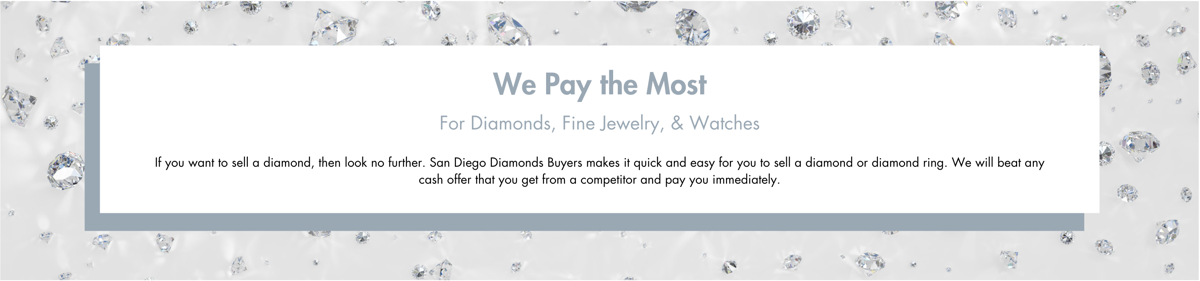 We Pay the Most
For Diamonds, Fine Jewelry, & Watches
If you want to sell a diamond, then look no further. San Diego Diamonds Buyers makes it quick and easy for you to sell a diamond or diamond ring. We will beat any
cash offer that you get from a competitor and pay you immediately.